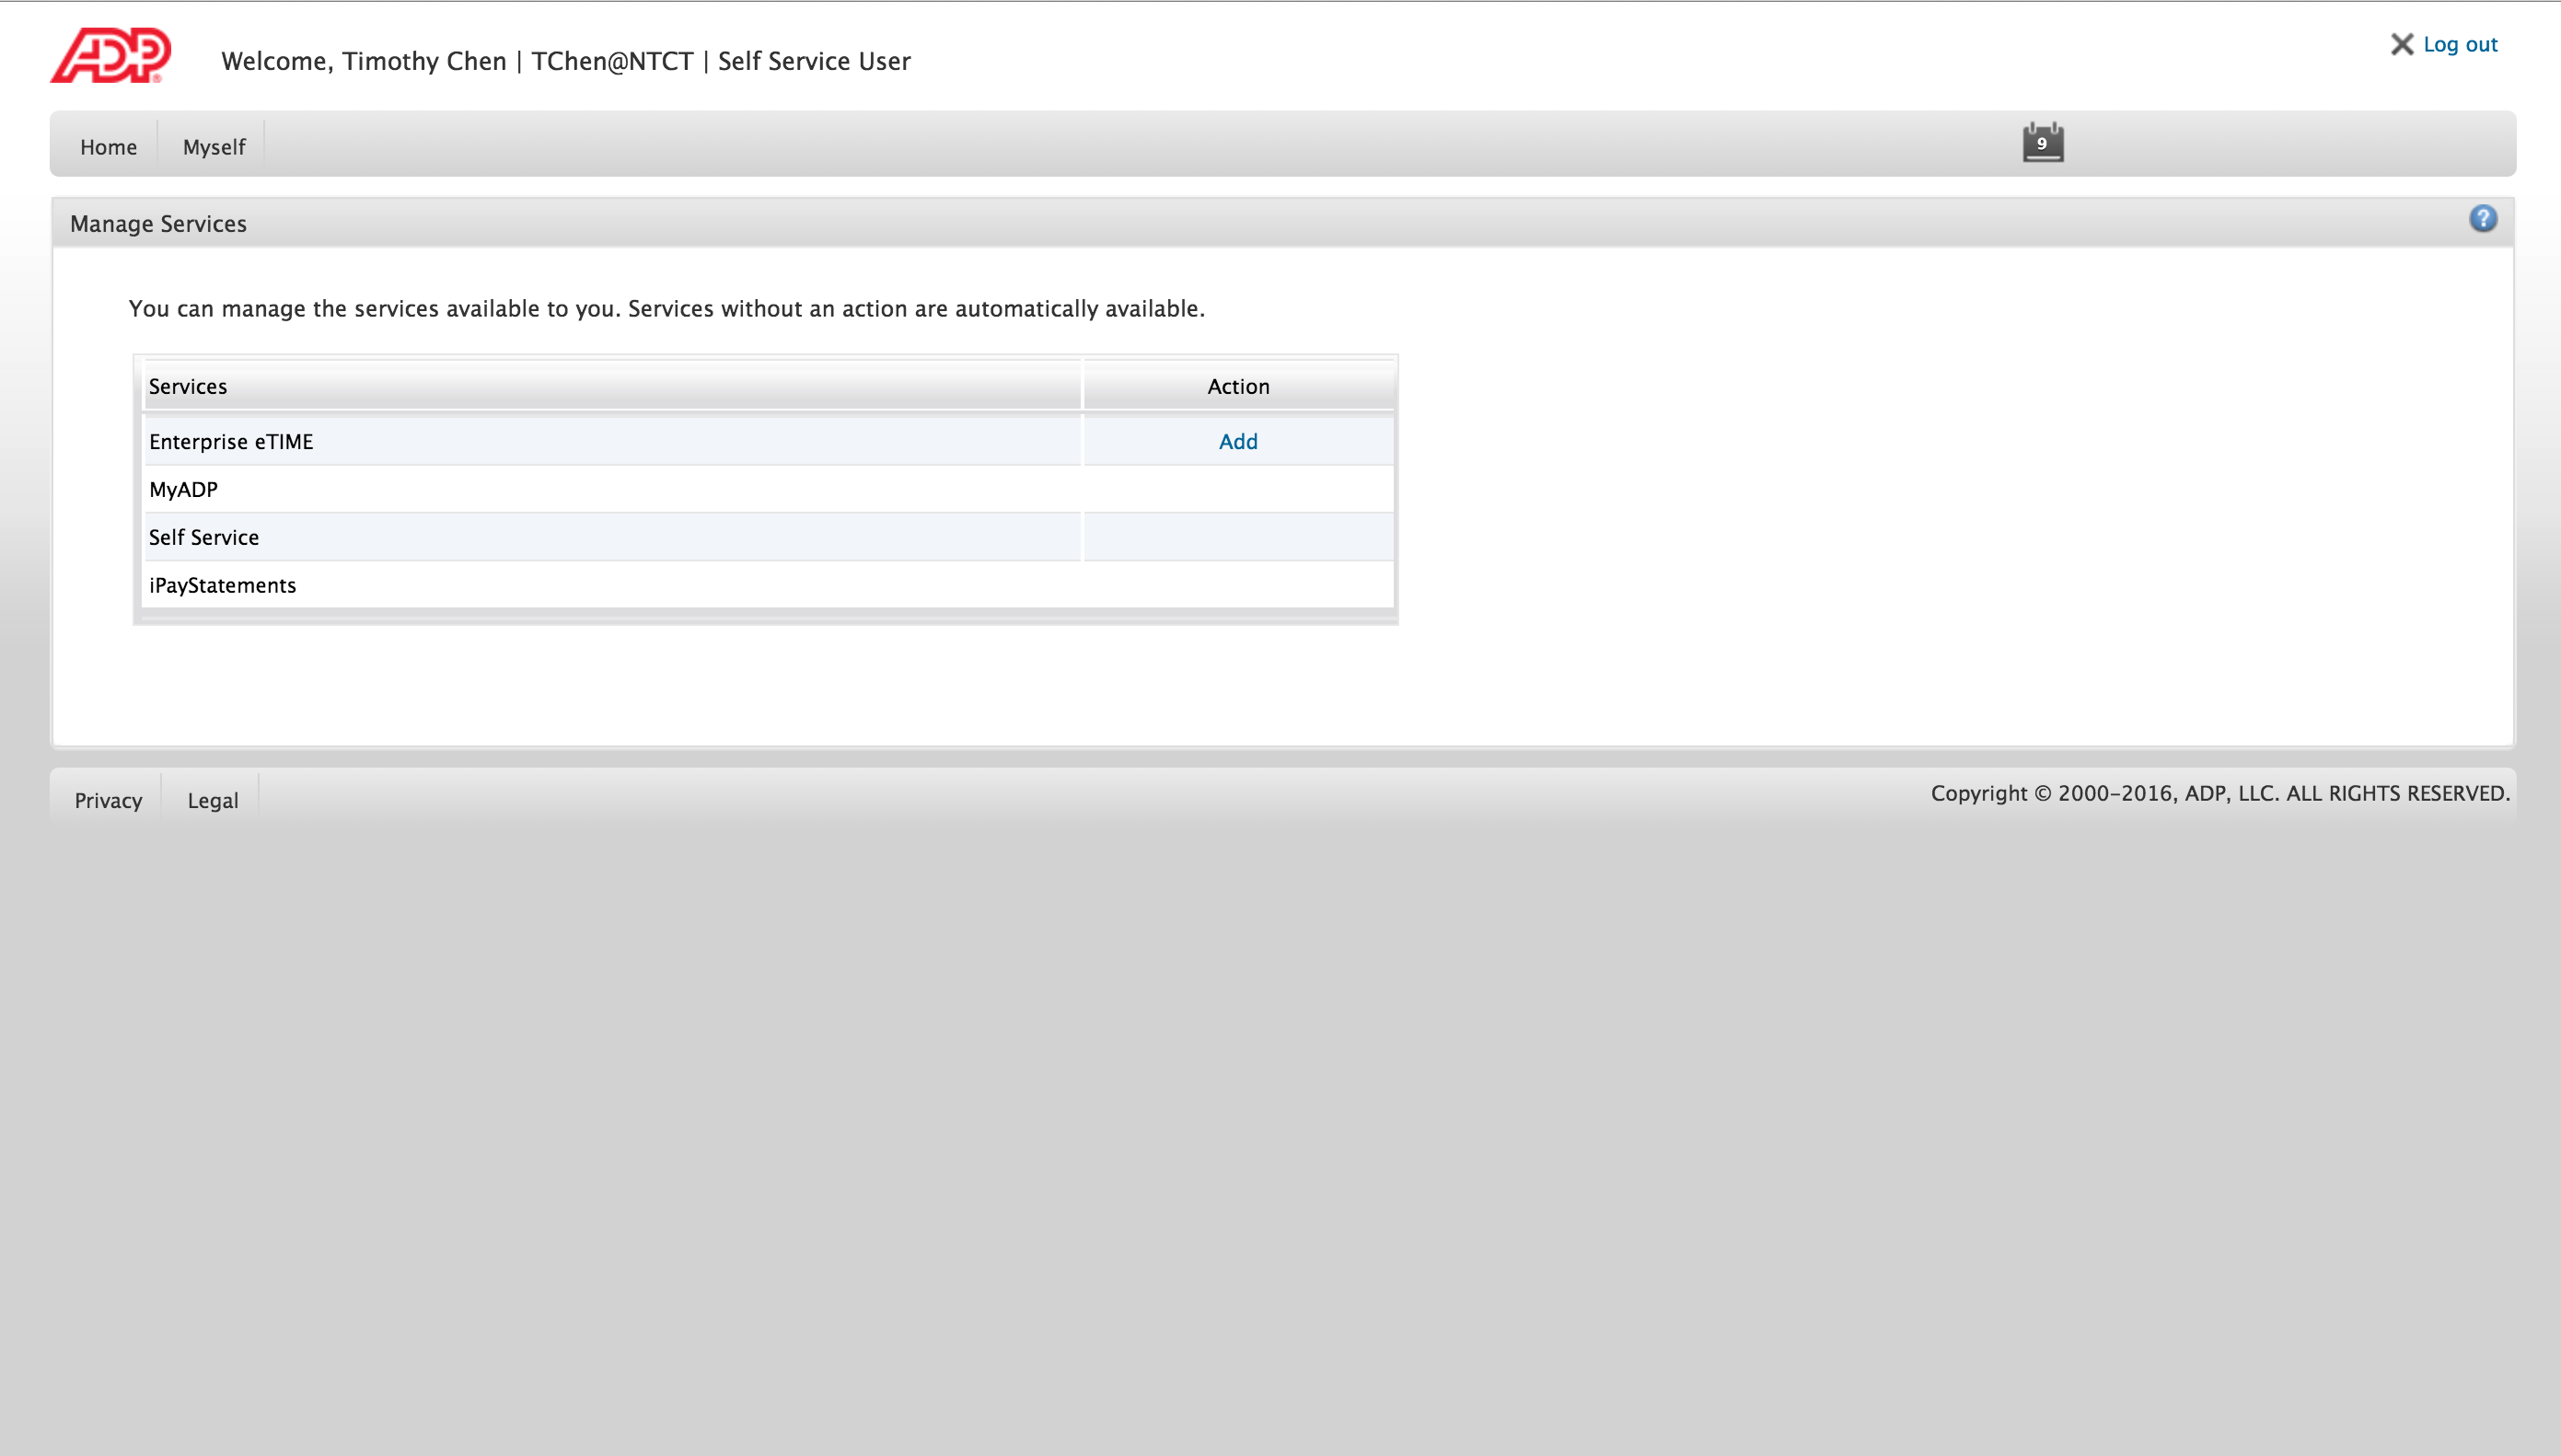 ADP
Welcome, Timothy Chen | TChen@NTCT | Self Service User
Log out
Home
Myself
9
Manage Services
?
You can manage the services available to you. Services without an action are automatically available.
Services Action
Enterprise eTIME Add
MyADP
Self Service
iPayStatements
Privacy Legal
Copyright © 2000-2016, ADP, LLC. ALL RIGHTS RESERVED.